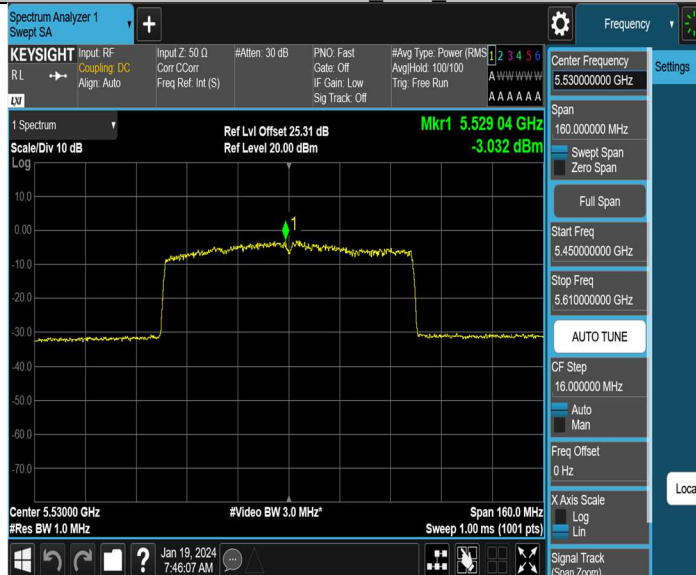 Spectrum Analyzer 1
Swept SA
Frequency
KEYSIGHT
RL
LXI
Input: RF
Coupling: DC
Align: Auto
Input Z: 50 Ω
Corr CCorr
Freq Ref: Int (S)
#Atten: 30 dB
PNO: Fast
Gate: Off
IF Gain: Low
Sig Track: Off
#Avg Type: Power (RMS
Avg|Hold: 100/100
Trig: Free Run
1 2 3 4 5 6
A W W W W W
A A A A A A
1 Spectrum
Scale/Div 10 dB
Log
Ref Lvl Offset 25.31 dB
Ref Level 20.00 dBm
Mkr1 5.529 04 GHz
-3.032 dBm
10.0
0.00
-10.0
-20.0
-30.0
-40.0
-50.0
-60.0
-70.0
1
Center 5.53000 GHz
#Res BW 1.0 MHz
#Video BW 3.0 MHz*
Span 160.0 MHz
Sweep 1.00 ms (1001 pts)
?
Jan 19, 2024
7:46:07 AM
Center Frequency
5.530000000 GHz
Span
160.000000 MHz
Swept Span
Zero Span
Full Span
Start Freq
5.450000000 GHz
Stop Freq
5.610000000 GHz
AUTO TUNE
CF Step
16.000000 MHz
Auto
Man
Freq Offset
0 Hz
X Axis Scale
Log
Lin
Signal Track
(Span Zoom)
Settings
Loca